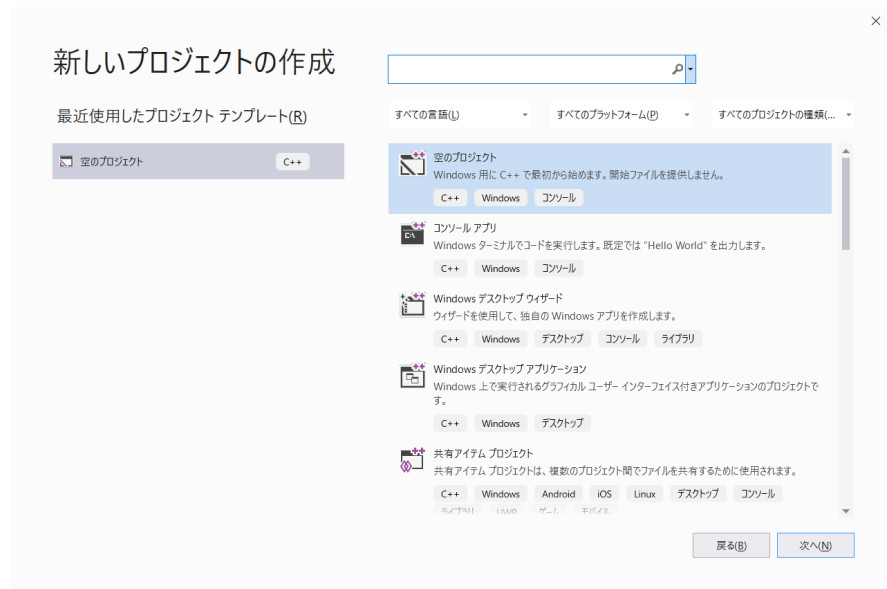 新しいプロジェクトの作成
最近使用したプロジェクト テンプレート(R)
空のプロジェクト C++
すべての言語(L) すべてのプラットフォーム(P) すべてのプロジェクトの種類(...
空のプロジェクト
Windows 用に C++ で最初から始めます。開始ファイルを提供しません。
C++ Windows コンソール
コンソール アプリ
Windows ターミナルでコードを実行します。既定では "Hello World" を出力します。
C++ Windows コンソール
Windows デスクトップ ウィザード
ウィザードを使用して、独自の Windows アプリを作成します。
C++ Windows デスクトップ コンソール ライブラリ
Windows デスクトップ アプリケーション
Windows 上で実行されるグラフィカル ユーザー インターフェイス付きアプリケーションのプロジェクトで
す。
C++ Windows デスクトップ
共有アイテム プロジェクト
共有アイテム プロジェクトは、複数のプロジェクト間でファイルを共有するために使用されます。
C++ Windows Android iOS Linux デスクトップ コンソール
ライブラリ UWP ゲーム モバイル
戻る(B) 次へ(N)